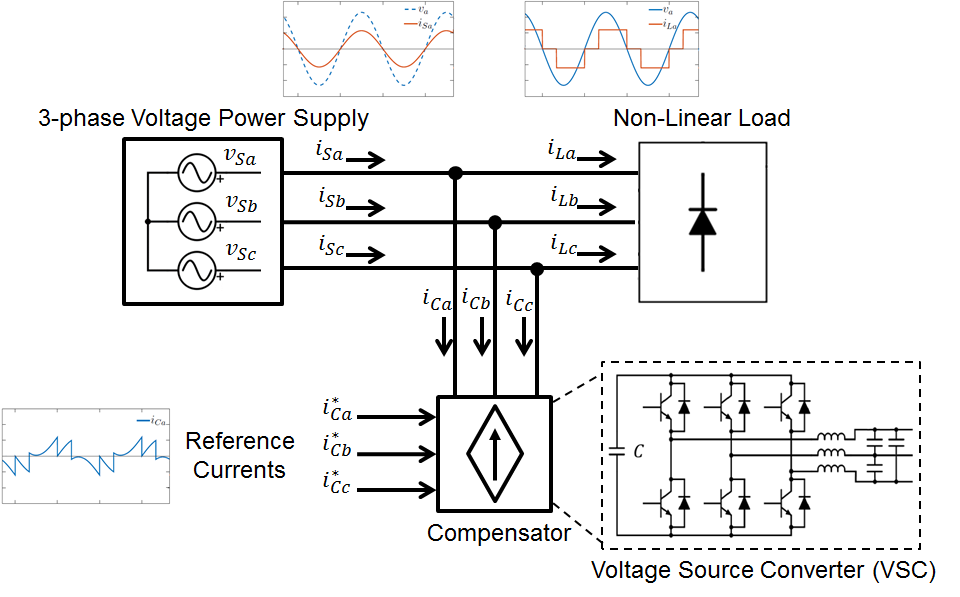 v_a
i_Sa
v_a
i_La
3-phase Voltage Power Supply
Non-Linear Load
v_Sa
i_Sa
i_La
+
v_Sb
i_Sb
i_Lb
+
v_Sc
i_Sc
i_Lc
+
i_Ca i_Cb i_Cc
i_Ca
i*_Ca
Reference
Currents
i*_Cb
i*_Cc
C
Compensator
Voltage Source Converter (VSC)